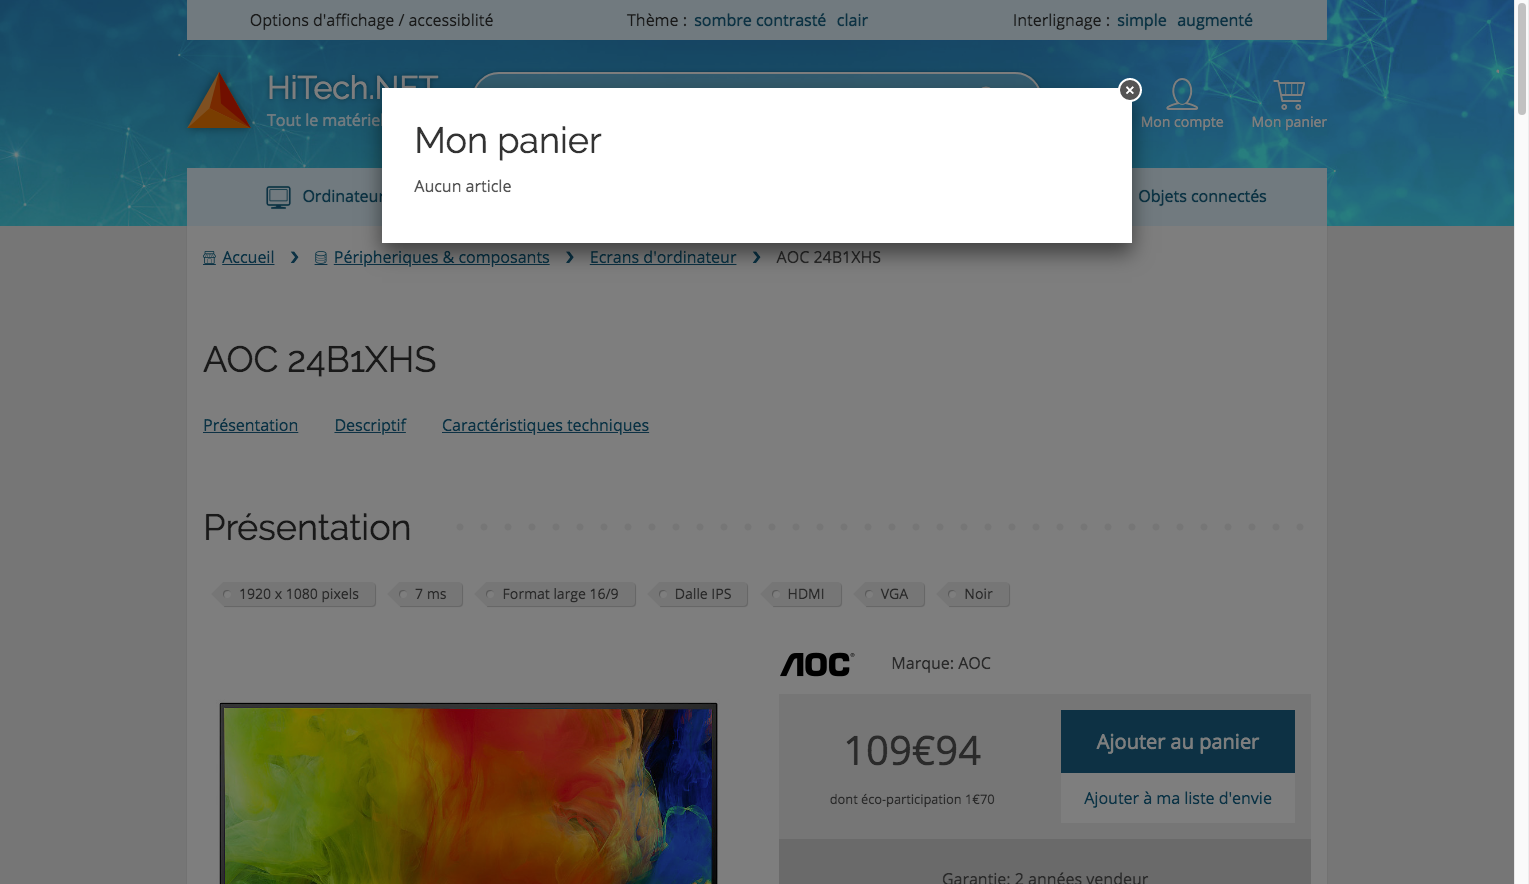 Options d'affichage / accessiblité
Thème : sombre contrasté clair
Interlignage : simple augmenté
HiTech.NET
Tout le matérie
Mon compte
Mon panier
Mon panier
Aucun article
Ordinateur
Objets connectés
Accueil > Péripheriques & composants > Ecrans d'ordinateur > AOC 24B1XHS
AOC 24B1XHS
Présentation Descriptif Caractéristiques techniques
Présentation
1920 x 1080 pixels 7 ms Format large 16/9 Dalle IPS HDMI VGA Noir
AOC Marque: AOC
109€94
dont éco-participation 1€70
Ajouter au panier
Ajouter à ma liste d'envie
Garantie: 2 années vendeur